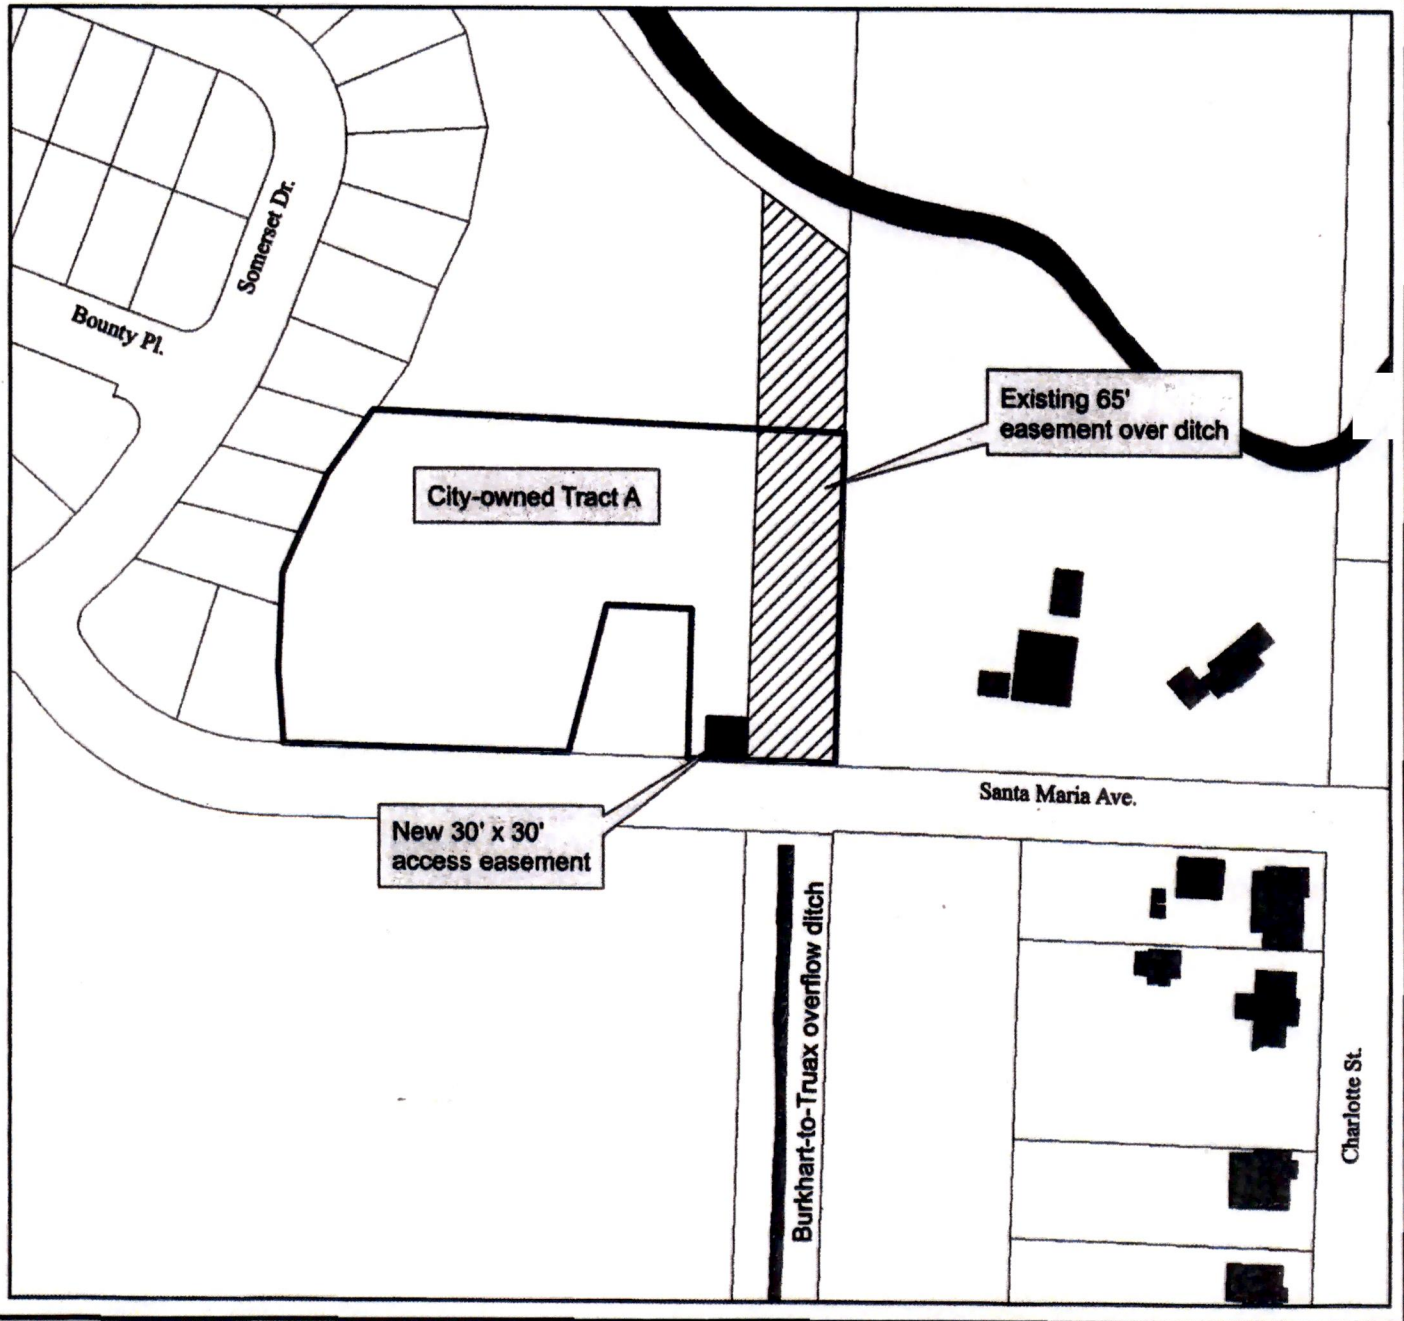 Somerset Dr.
Bounty Pl.
Existing 65'
easement over ditch
City-owned Tract A
Santa Maria Ave.
New 30' x 30'
access easement
Burkhart-to-Truax overflow ditch
Charlotte St.